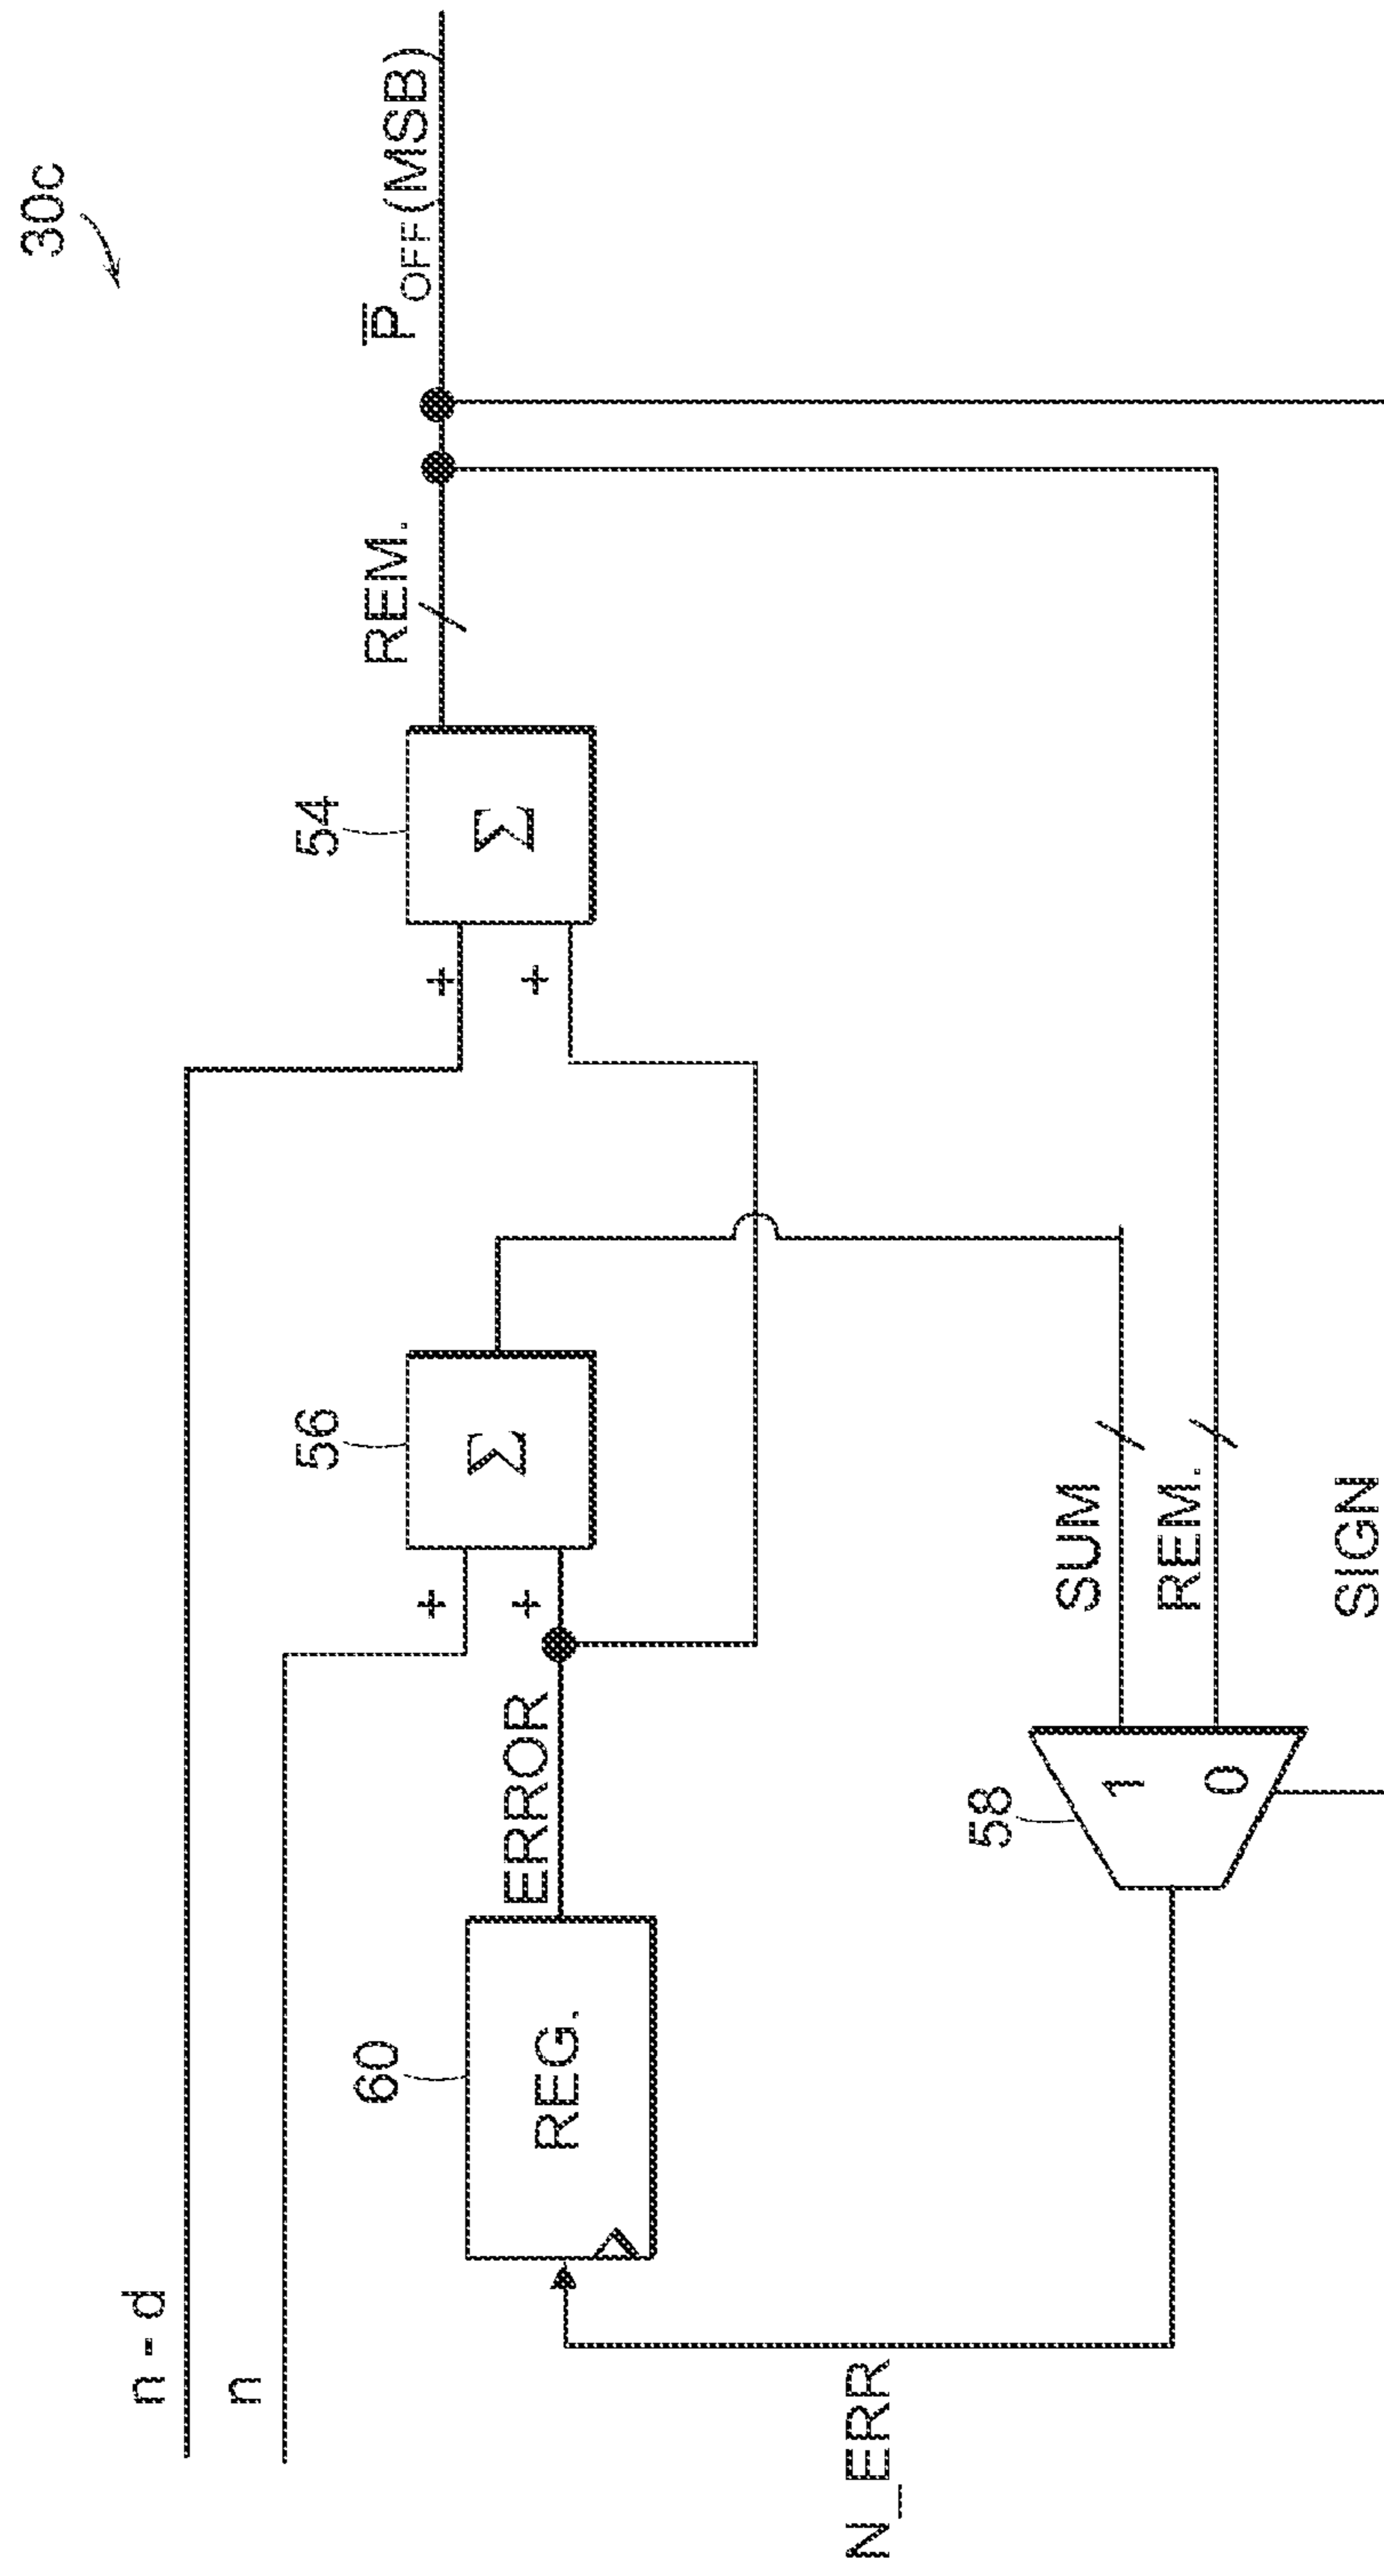 30c
n - d
n
60
REG.
ERROR
+
+
56
Σ
+
+
54
Σ
REM.
P̅OFF(MSB)
N_ERR
58
1
0
SUM
REM.
SIGN